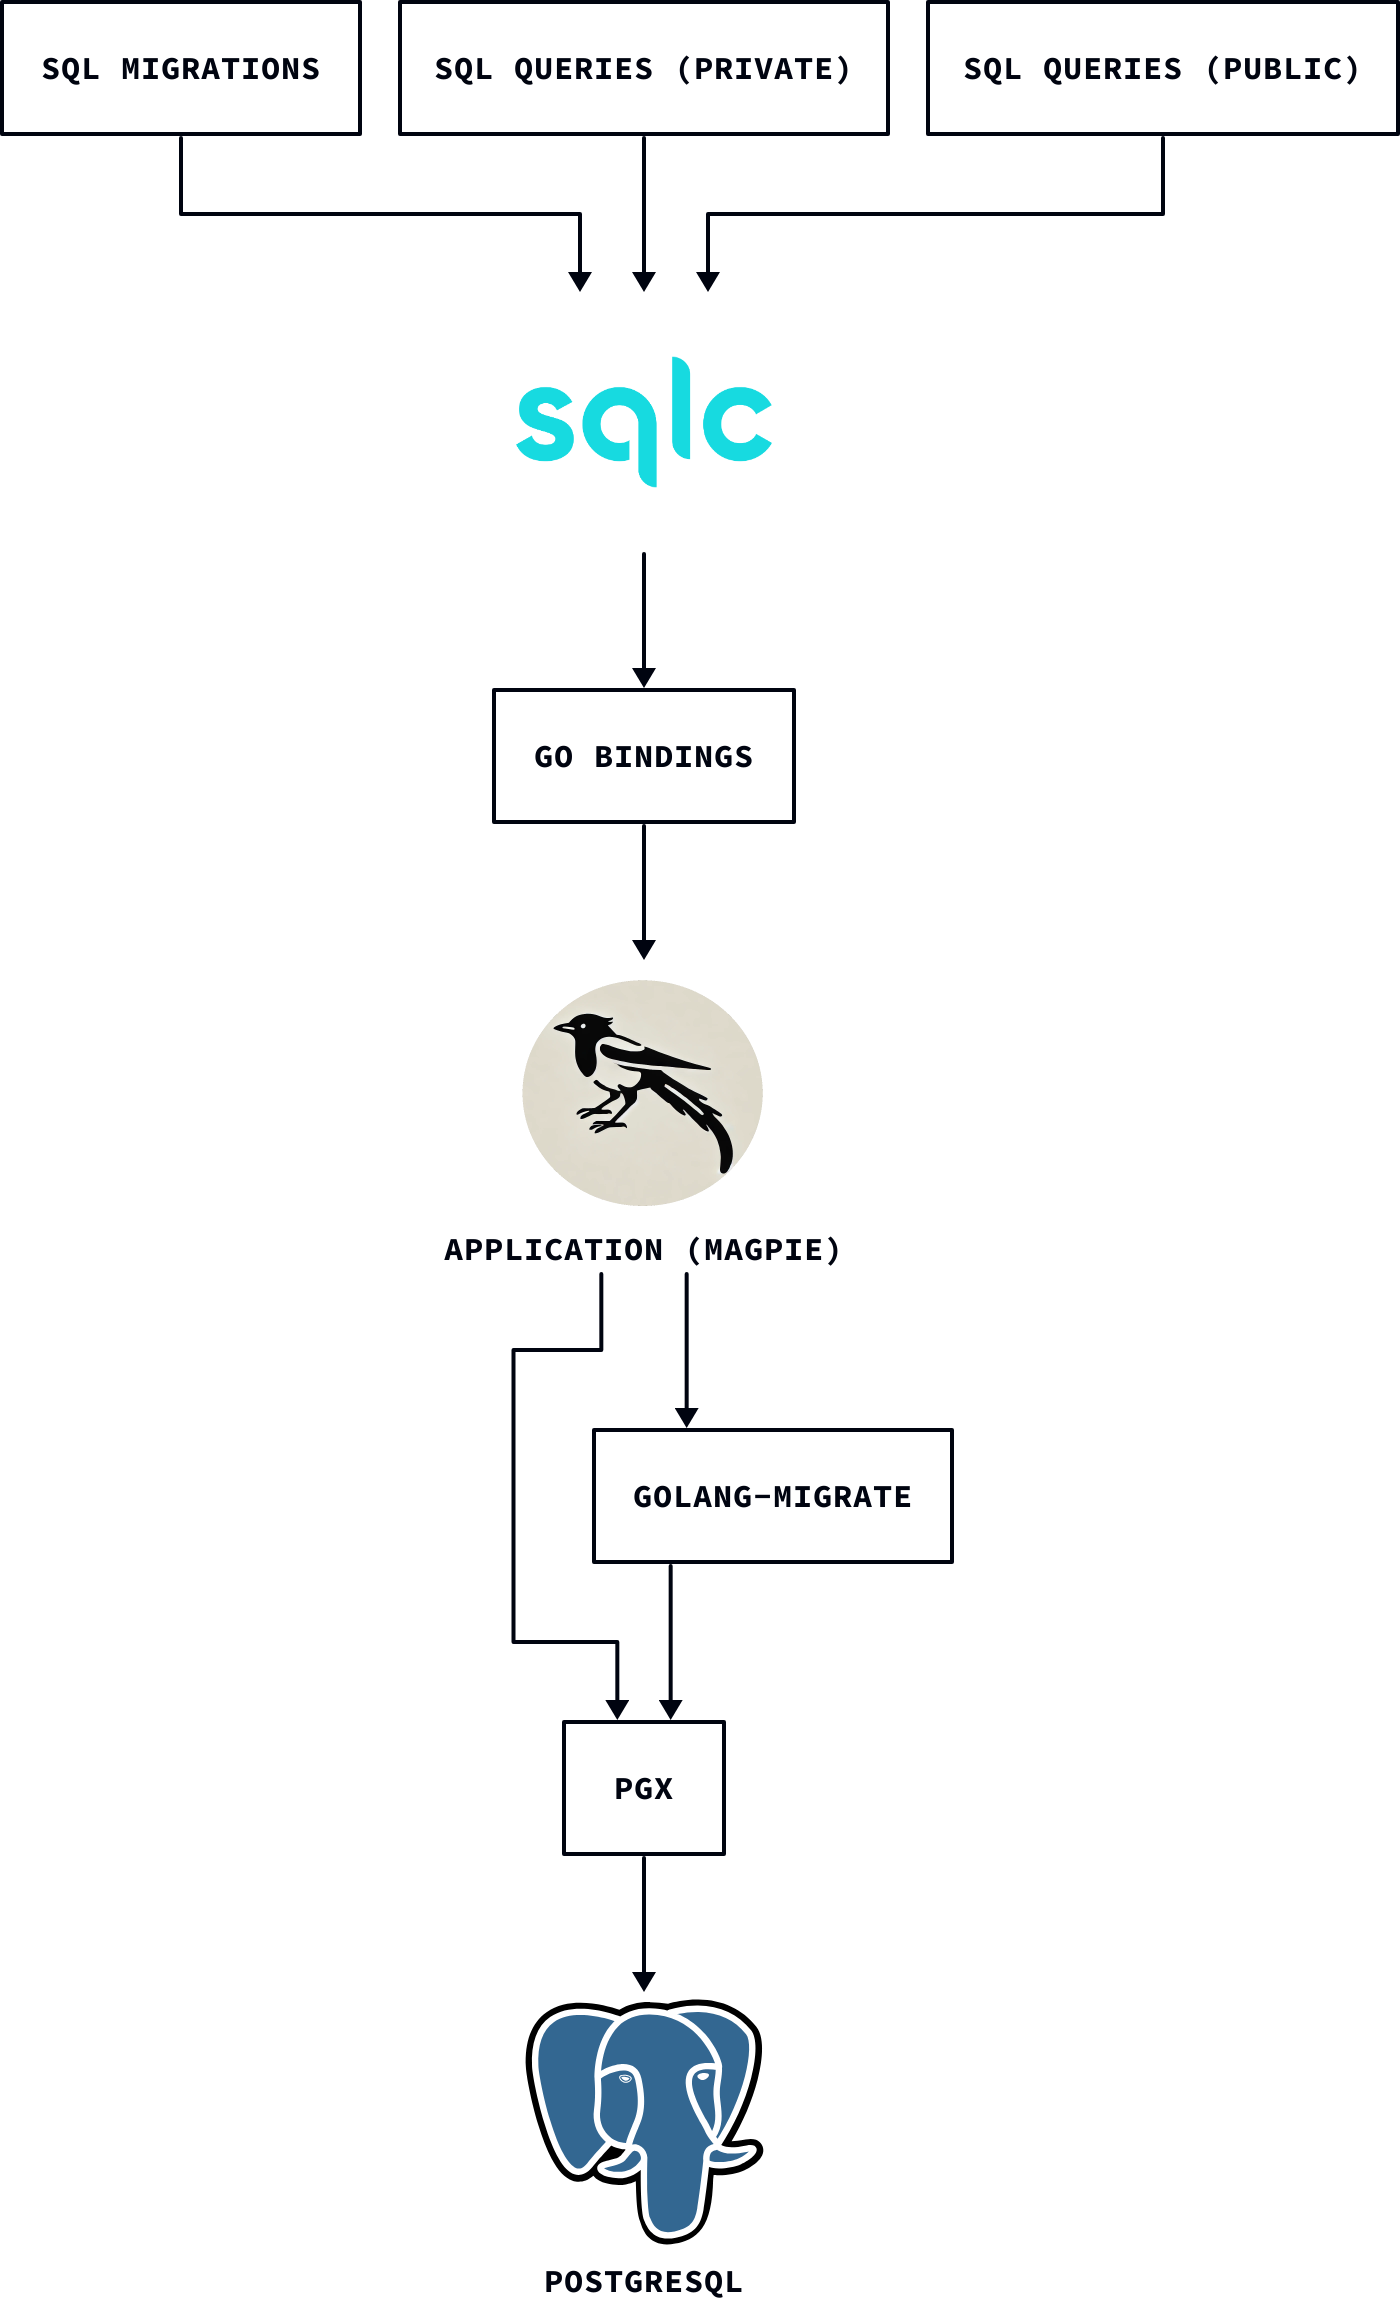 SQL MIGRATIONS
SQL QUERIES (PRIVATE)
SQL QUERIES (PUBLIC)
sqlc
GO BINDINGS
APPLICATION (MAGPIE)
GOLANG-MIGRATE
PGX
POSTGRESQL